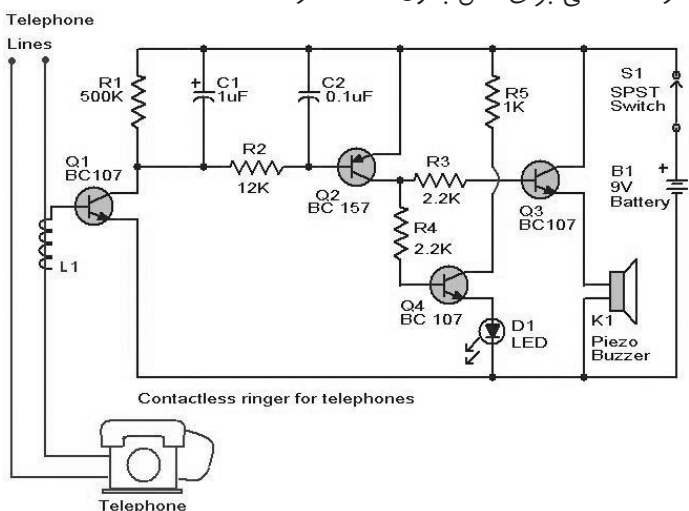 Telephone
Lines
R1
500K
C1
1uF
+
C2
0.1uF
R5
1K
S1
SPST
Switch
Q1
BC107
R2
12K
Q2
BC 157
R3
2.2K
Q3
BC107
B1
9V
Battery
+
R4
2.2K
L1
Q4
BC 107
D1
LED
K1
Piezo
Buzzer
Contactless ringer for telephones
Telephone